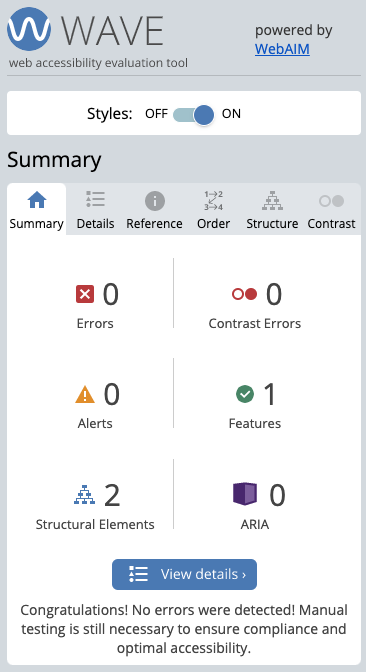 WAVE
web accessibility evaluation tool
powered by
WebAIM
Styles: OFF ON
Summary
Summary Details Reference Order Structure Contrast
0
Errors
0
Contrast Errors
0
Alerts
1
Features
2
Structural Elements
0
ARIA
View details ›
Congratulations! No errors were detected! Manual
testing is still necessary to ensure compliance and
optimal accessibility.